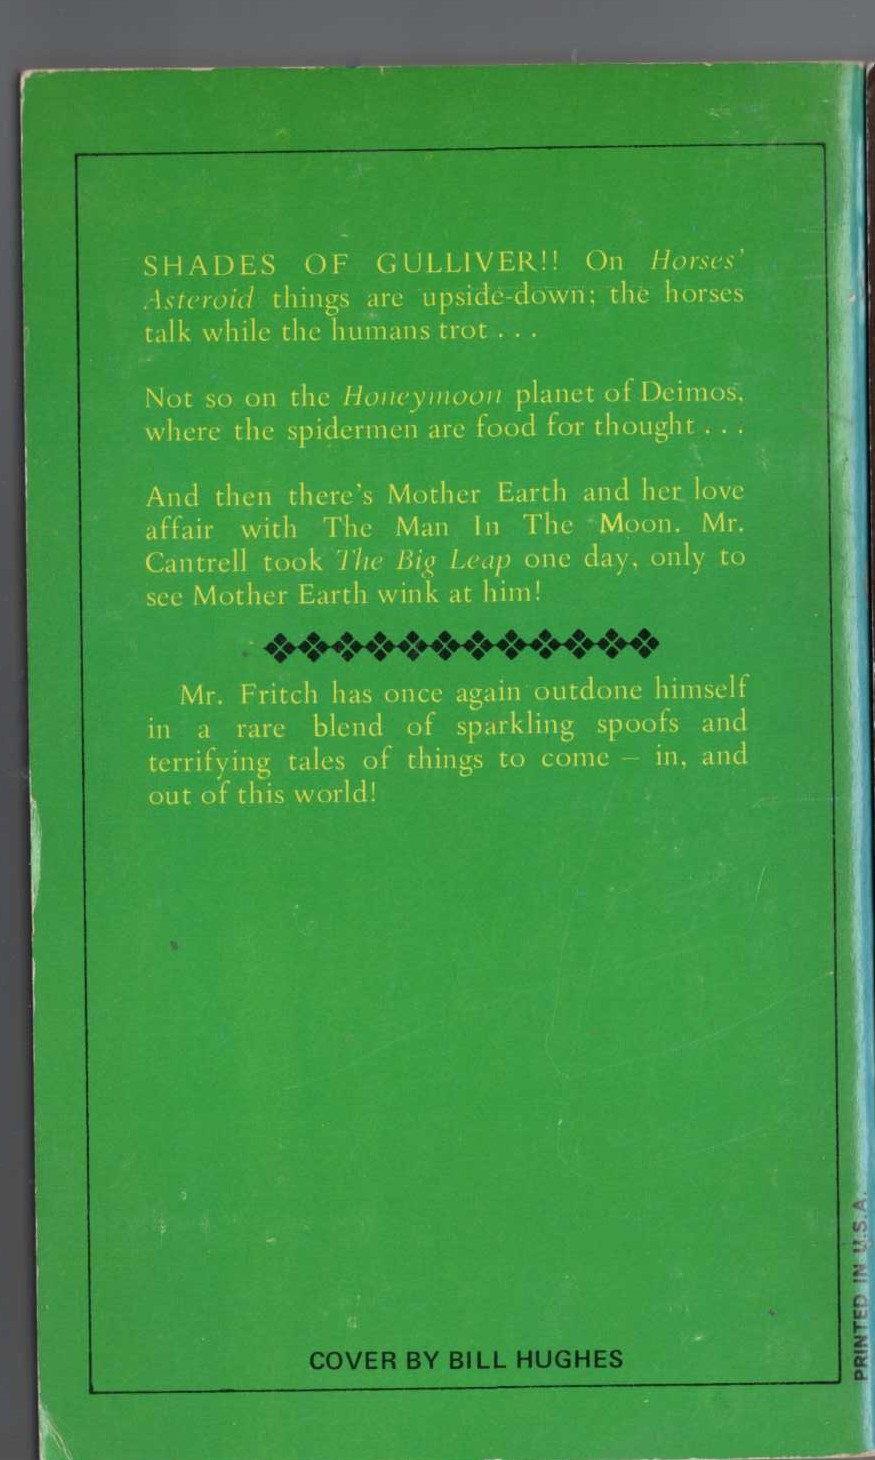 SHADES OF GULLIVER!! On Horses'
Asteroid things are upside-down; the horses
talk while the humans trot . . .
Not so on the Honeymoon planet of Deimos,
where the spidermen are food for thought . . .
And then there's Mother Earth and her love
affair with The Man In The Moon. Mr.
Cantrell took The Big Leap one day, only to
see Mother Earth wink at him!
Mr. Fritch has once again outdone himself
in a rare blend of sparkling spoofs and
terrifying tales of things to come — in, and
out of this world!
COVER BY BILL HUGHES
PRINTED IN U.S.A.